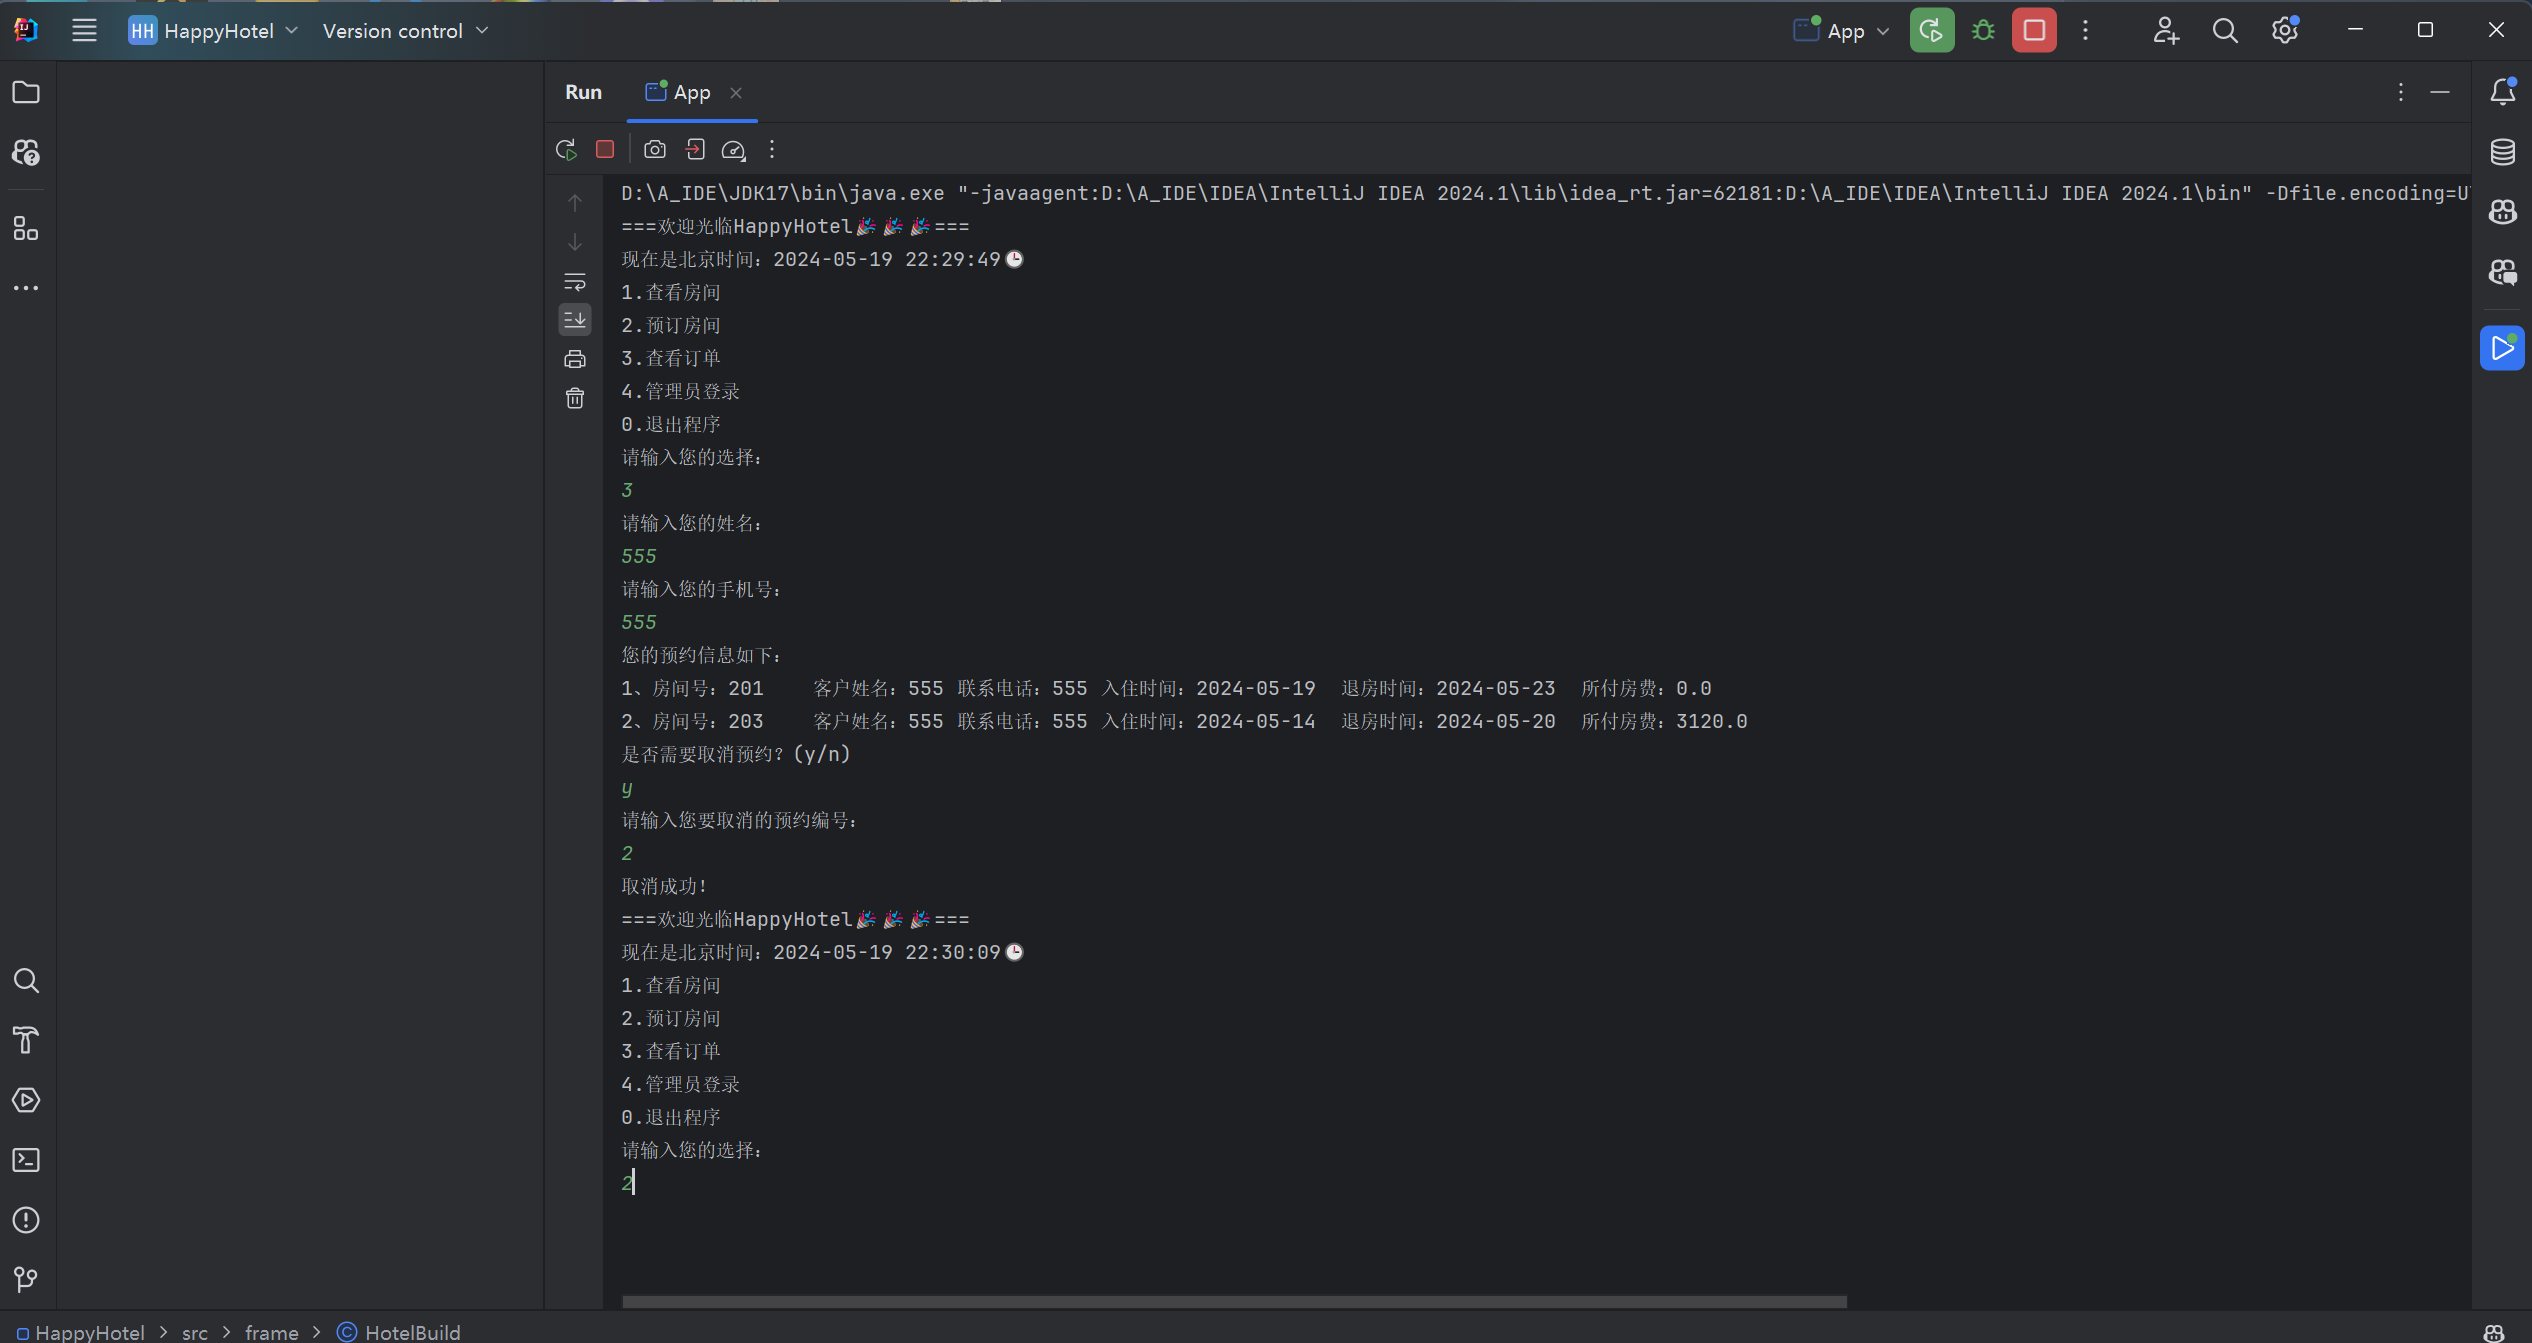 HH HappyHotel Version control App
Run App
D:\A_IDE\JDK17\bin\java.exe "-javaagent:D:\A_IDE\IDEA\IntelliJ IDEA 2024.1\lib\idea_rt.jar=62181:D:\A_IDE\IDEA\IntelliJ IDEA 2024.1\bin" -Dfile.encoding=U
===欢迎光临HappyHotel🎉🎉🎉===
现在是北京时间：2024-05-19 22:29:49🕒
1.查看房间
2.预订房间
3.查看订单
4.管理员登录
0.退出程序
请输入您的选择：
3
请输入您的姓名：
555
请输入您的手机号：
555
您的预约信息如下：
1、房间号：201 客户姓名：555 联系电话：555 入住时间：2024-05-19 退房时间：2024-05-23 所付房费：0.0
2、房间号：203 客户姓名：555 联系电话：555 入住时间：2024-05-14 退房时间：2024-05-20 所付房费：3120.0
是否需要取消预约？(y/n)
y
请输入您要取消的预约编号：
2
取消成功！
===欢迎光临HappyHotel🎉🎉🎉===
现在是北京时间：2024-05-19 22:30:09🕒
1.查看房间
2.预订房间
3.查看订单
4.管理员登录
0.退出程序
请输入您的选择：
2
HappyHotel > src > frame > HotelBuild